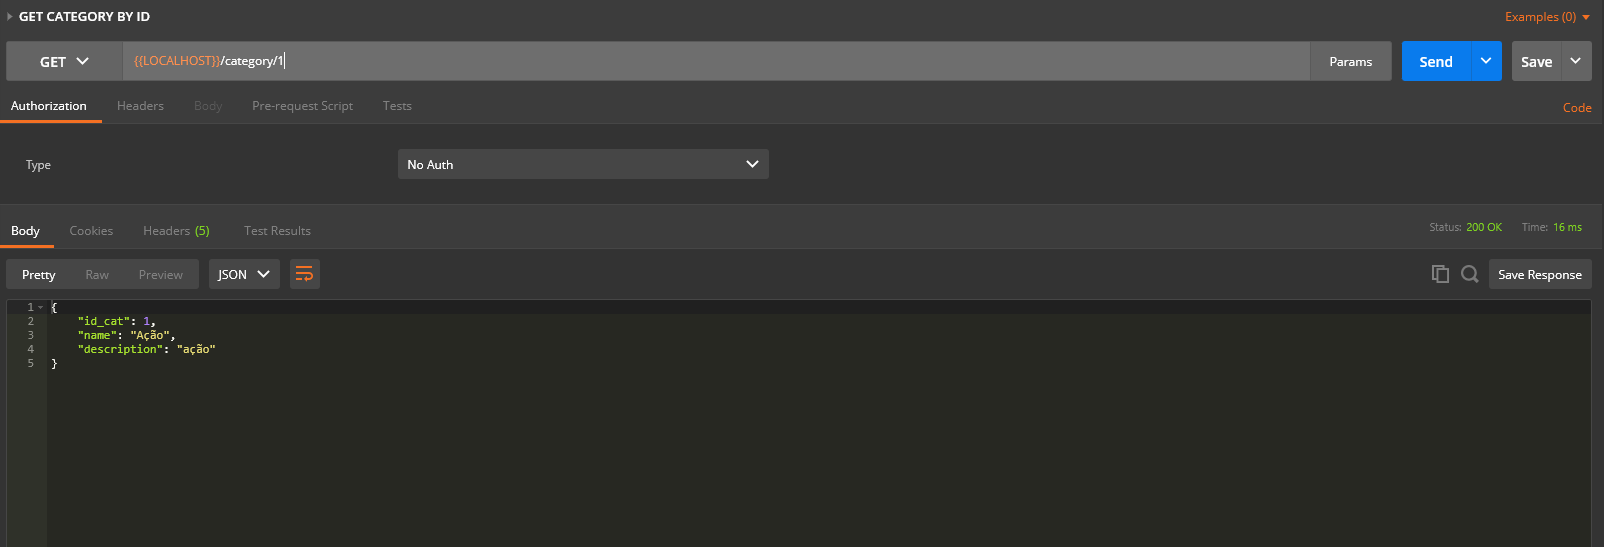 GET CATEGORY BY ID
Examples (0)
GET {{LOCALHOST}}/category/1 Params Send Save
Authorization Headers Body Pre-request Script Tests Code
Type No Auth
Body Cookies Headers (5) Test Results Status: 200 OK Time: 16 ms
Pretty Raw Preview JSON Save Response
1 {
2 "id_cat": 1,
3 "name": "Ação",
4 "description": "ação"
5 }